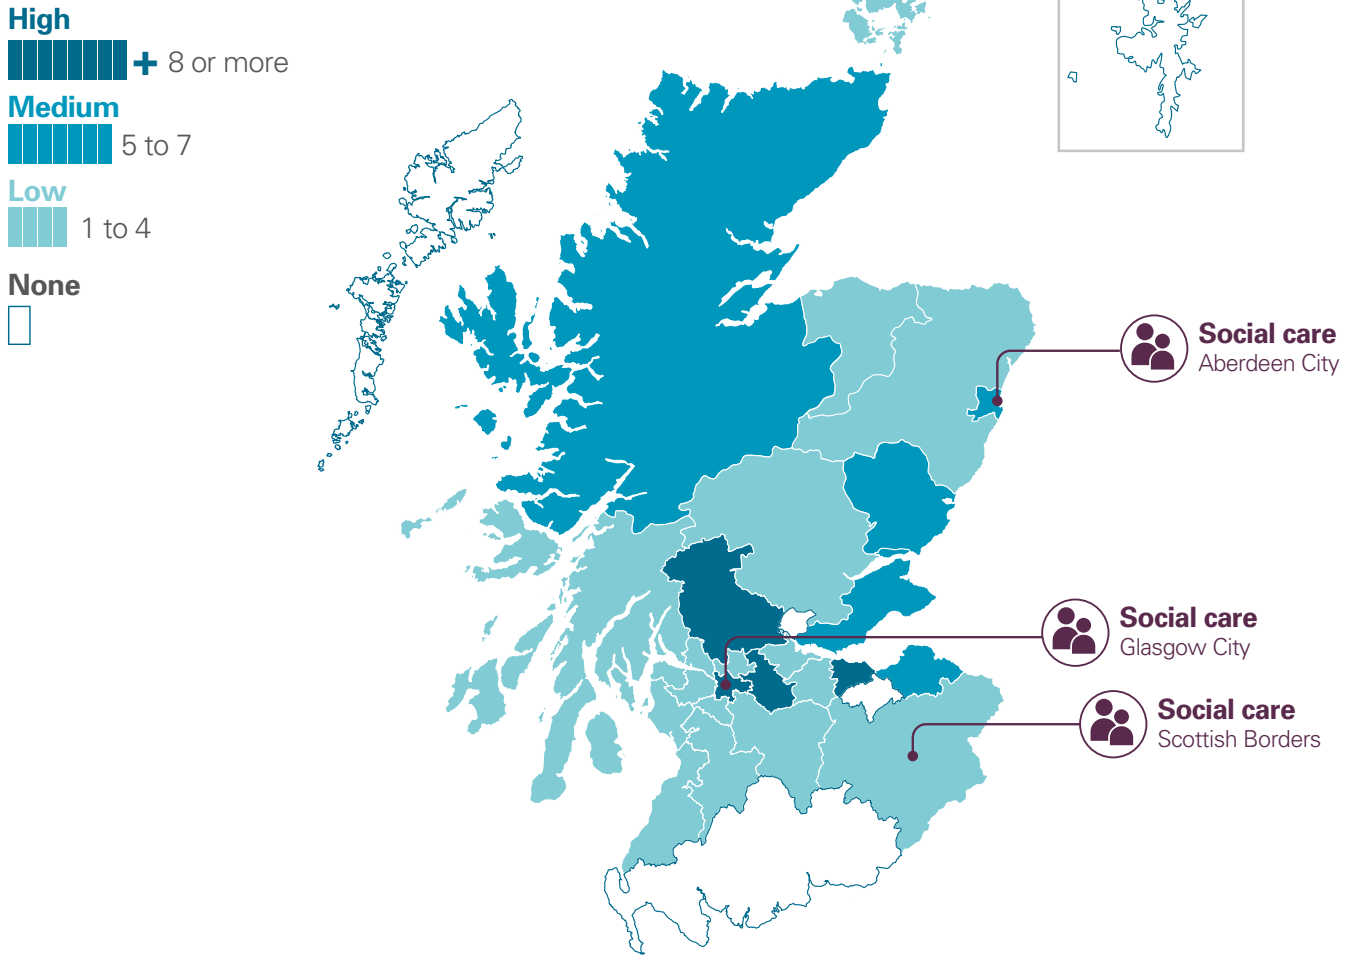 High
+ 8 or more
Medium
5 to 7
Low
1 to 4
None
Social care
Aberdeen City
Social care
Glasgow City
Social care
Scottish Borders